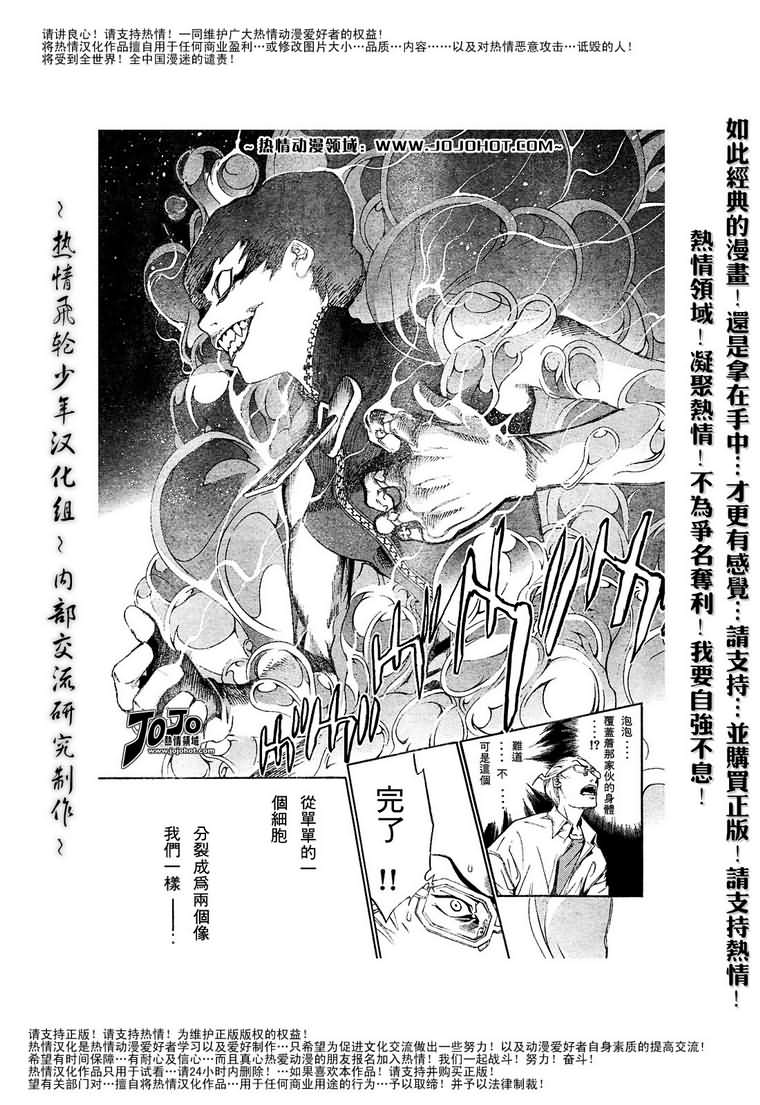 请讲良心！请支持热情！一同维护广大热情动漫爱好者的权益！
将热情汉化作品擅自用于任何商业盈利…或修改图片大小…品质…内容……以及对热情恶意攻击…诋毁的人！
将受到全世界！全中国漫迷的谴责！
~热情动漫领域：WWW.JOJOHOT.COM~
如此經典的漫畫！還是拿在手中…才更有感覺…請支持…並購買正版！請支持熱情！
熱情領域！凝聚熱情！不為爭名奪利！我要自強不息！
~热情飛轮少年汉化组~内部交流研究制作~
JOJO
熱情領域
www.jojohot.com
泡泡....
覆蓋着那家伙的身體
....!?
難道
....不....
可是這個
完了!!
從單單的一
個細胞
分裂成爲兩個像
我們一樣——..
请支持正版！请支持热情！为维护正版版权的权益！
热情汉化是热情动漫爱好者学习以及爱好制作…只希望为促进文化交流做出一些努力！以及动漫爱好者自身素质的提高交流！
希望有时间保障…有耐心及信心…而且真心热爱动漫的朋友报名加入热情！我们一起战斗！努力！奋斗！
热情汉化作品只用于试看…请24小时内删除！…如果喜欢本作品！请支持并购买正版！
望有关部门对…擅自将热情汉化作品…用于任何商业用途的行为…予以取缔！并予以法律制裁！